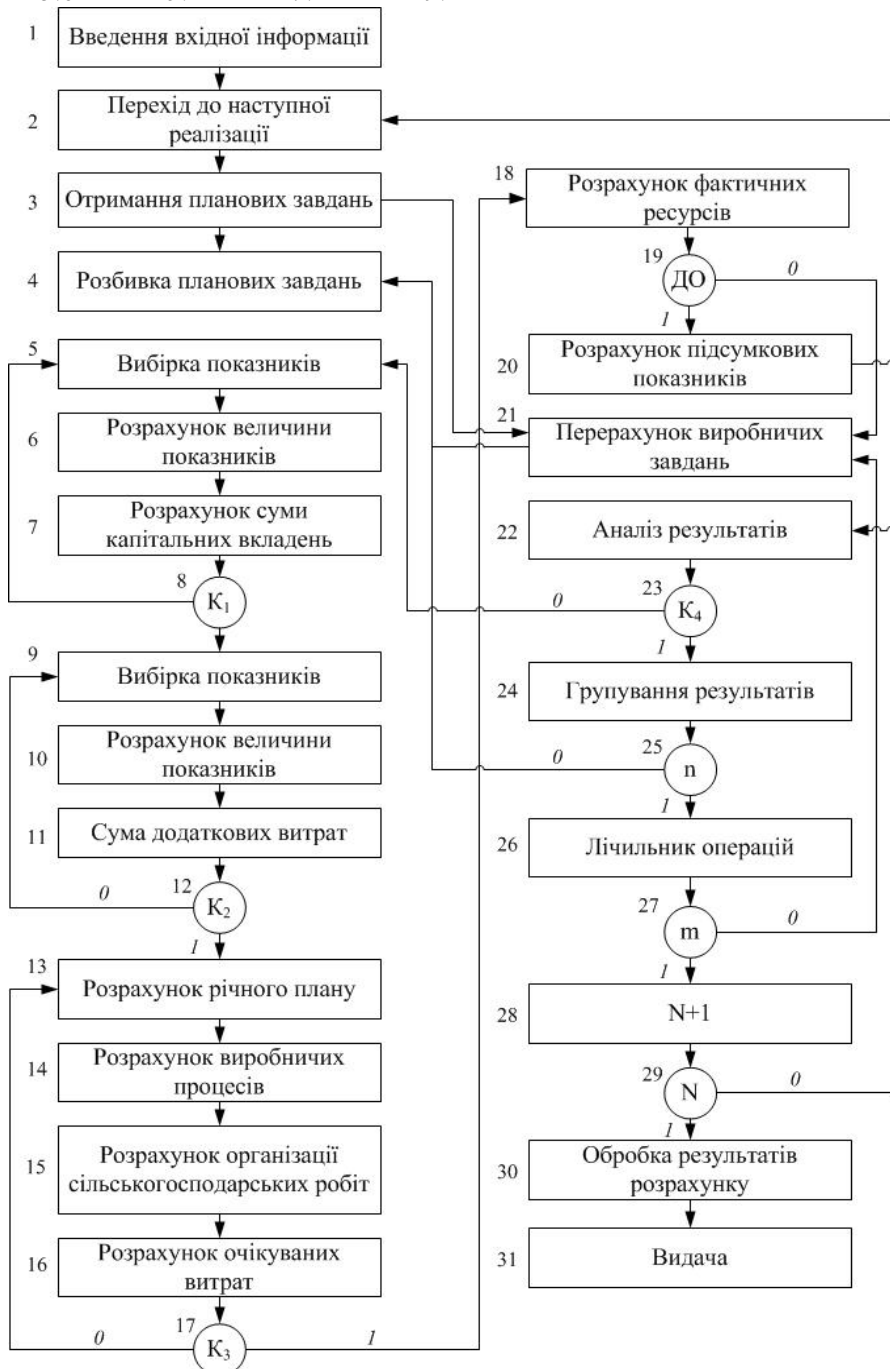 1
Введення вхідної інформації
2
Перехід до наступної
реалізації
3
Отримання планових завдань
4
Розбивка планових завдань
5
Вибірка показників
6
Розрахунок величини
показників
7
Розрахунок суми
капітальних вкладень
8
К₁
9
Вибірка показників
10
Розрахунок величини
показників
11
Сума додаткових витрат
12
0
К₂
1
13
Розрахунок річного плану
14
Розрахунок виробничих
процесів
15
Розрахунок організації
сільськогосподарських робіт
16
Розрахунок очікуваних
витрат
17
0
К₃
1
18
Розрахунок фактичних
ресурсів
19
ДО
0
1
20
Розрахунок підсумкових
показників
21
Перерахунок виробничих
завдань
22
Аналіз результатів
23
0
К₄
1
24
Групування результатів
25
0
n
1
26
Лічильник операцій
27
m
0
1
28
N+1
29
N
0
1
30
Обробка результатів
розрахунку
31
Видача